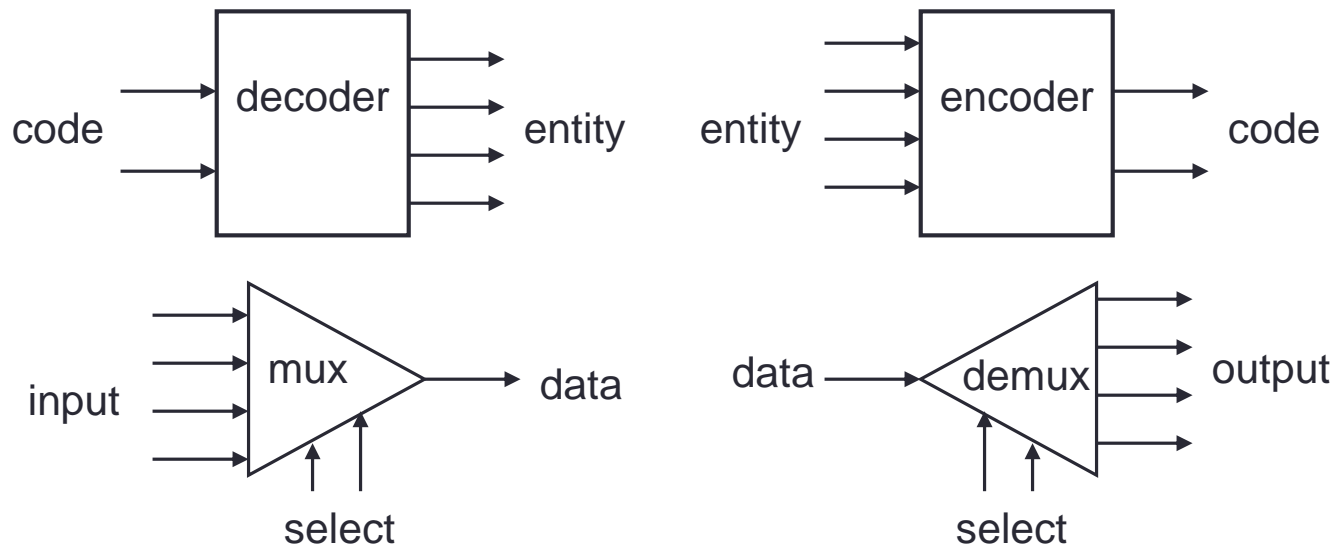 decoder
code
entity
encoder
entity
code
mux
input
data
select
demux
data
output
select